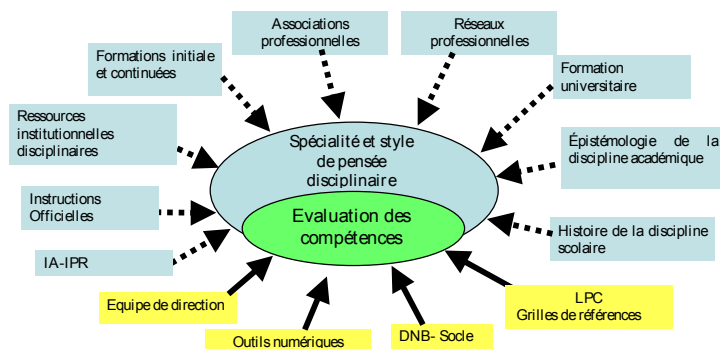 Associations
professionnelles
Réseaux
professionnels
Formations initiale
et continuées
Formation
universitaire
Ressources
institutionnelles
disciplinaires
Spécialité et style
de pensée
disciplinaire
Épistémologie de la
discipline académique
Instructions
Officielles
Evaluation des
compétences
Histoire de la discipline
scolaire
IA-IPR
Equipe de direction
LPC
Grilles de références
Outils numériques
DNB- Socle